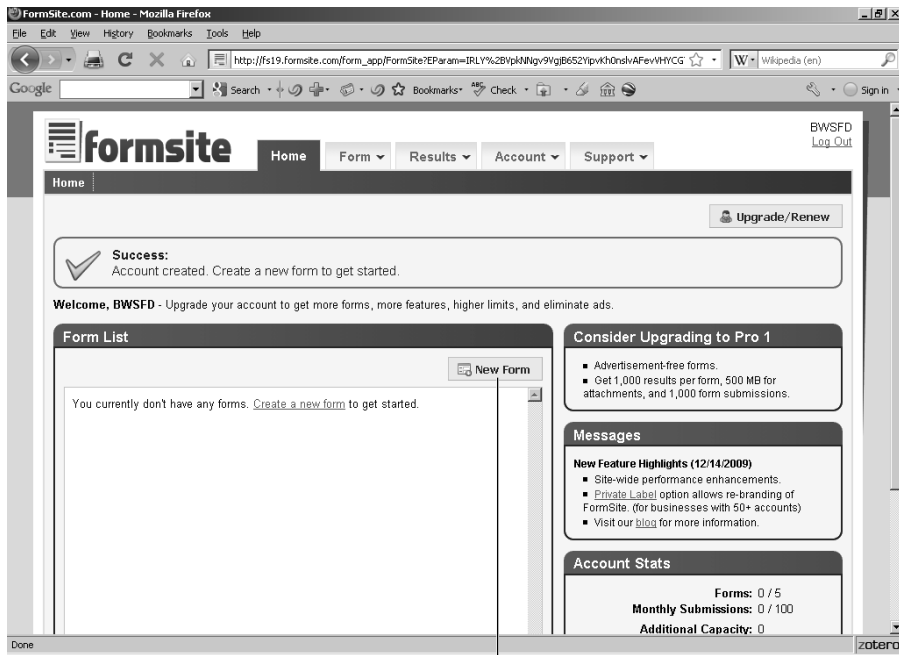 FormSite.com - Home - Mozilla Firefox
File Edit View History Bookmarks Tools Help
http://fs19.formsite.com/form_app/FormSite?EParam=IRLY%2BVpkNNgv9VgjB652YipvKh0nslvAFevVHYCG
W Wikipedia (en)
Google Search Bookmarks ABC Check Sign in
BWSFD
Log Out
formsite
Home Form Results Account Support
Home
Upgrade/Renew
Success:
Account created. Create a new form to get started.
Welcome, BWSFD - Upgrade your account to get more forms, more features, higher limits, and eliminate ads.
Form List
New Form
You currently don't have any forms. Create a new form to get started.
Consider Upgrading to Pro 1
Advertisement-free forms.
Get 1,000 results per form, 500 MB for
attachments, and 1,000 form submissions.
Messages
New Feature Highlights (12/14/2009)
Site-wide performance enhancements.
Private Label option allows re-branding of
FormSite. (for businesses with 50+ accounts)
Visit our blog for more information.
Account Stats
Forms: 0 / 5
Monthly Submissions: 0 / 100
Additional Capacity: 0
Done
zotero